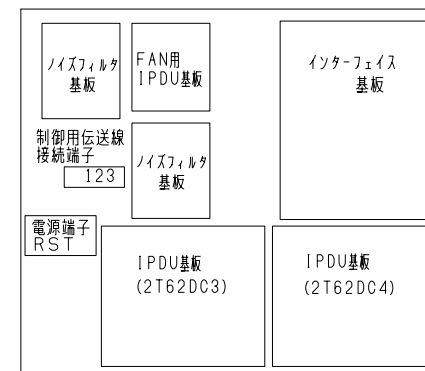 ノイズフィルタ
基板
FAN用
IPDU基板
インターフェイス
基板
制御用伝送線
接続端子
123
ノイズフィルタ
基板
電源端子
RST
IPDU基板
(2T62DC3)
IPDU基板
(2T62DC4)